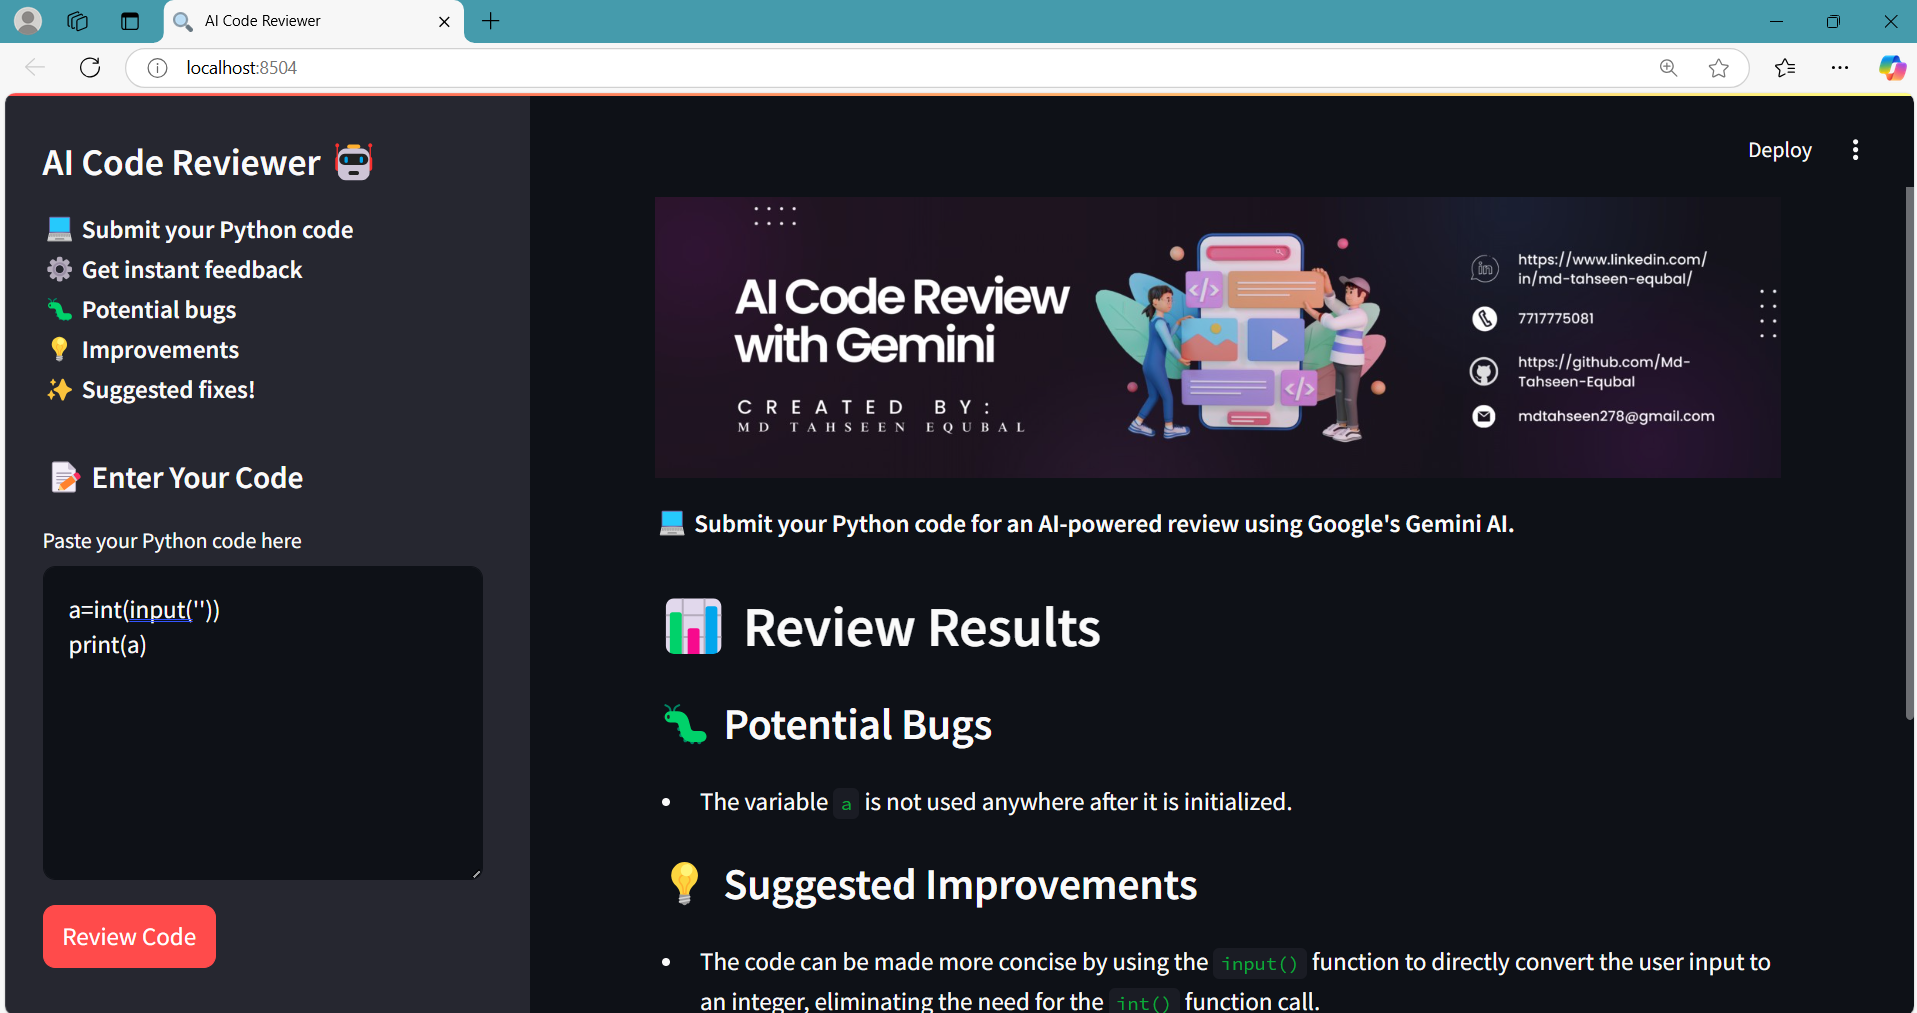 AI Code Reviewer
localhost:8504
AI Code Reviewer
Submit your Python code
Get instant feedback
Potential bugs
Improvements
Suggested fixes!
Enter Your Code
Paste your Python code here
a=int(input(''))
print(a)
Review Code
Deploy
AI Code Review
with Gemini
CREATED BY:
MD TAHSEEN EQUBAL
</>
</>
in
https://www.linkedin.com/
in/md-tahseen-equbal/
7717775081
https://github.com/Md-
Tahseen-Equbal
mdtahseen278@gmail.com
Submit your Python code for an AI-powered review using Google's Gemini AI.
Review Results
Potential Bugs
• The variable a is not used anywhere after it is initialized.
Suggested Improvements
• The code can be made more concise by using the input() function to directly convert the user input to
an integer, eliminating the need for the int() function call.